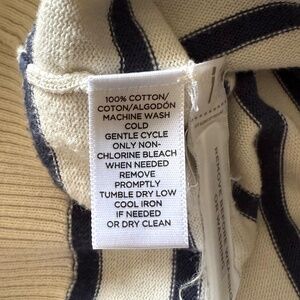 100% COTTON/
COTON/ALGODÓN
MACHINE WASH
COLD
GENTLE CYCLE
ONLY NON-
CHLORINE BLEACH
WHEN NEEDED
REMOVE
PROMPTLY
TUMBLE DRY LOW
COOL IRON
IF NEEDED
OR DRY CLEAN